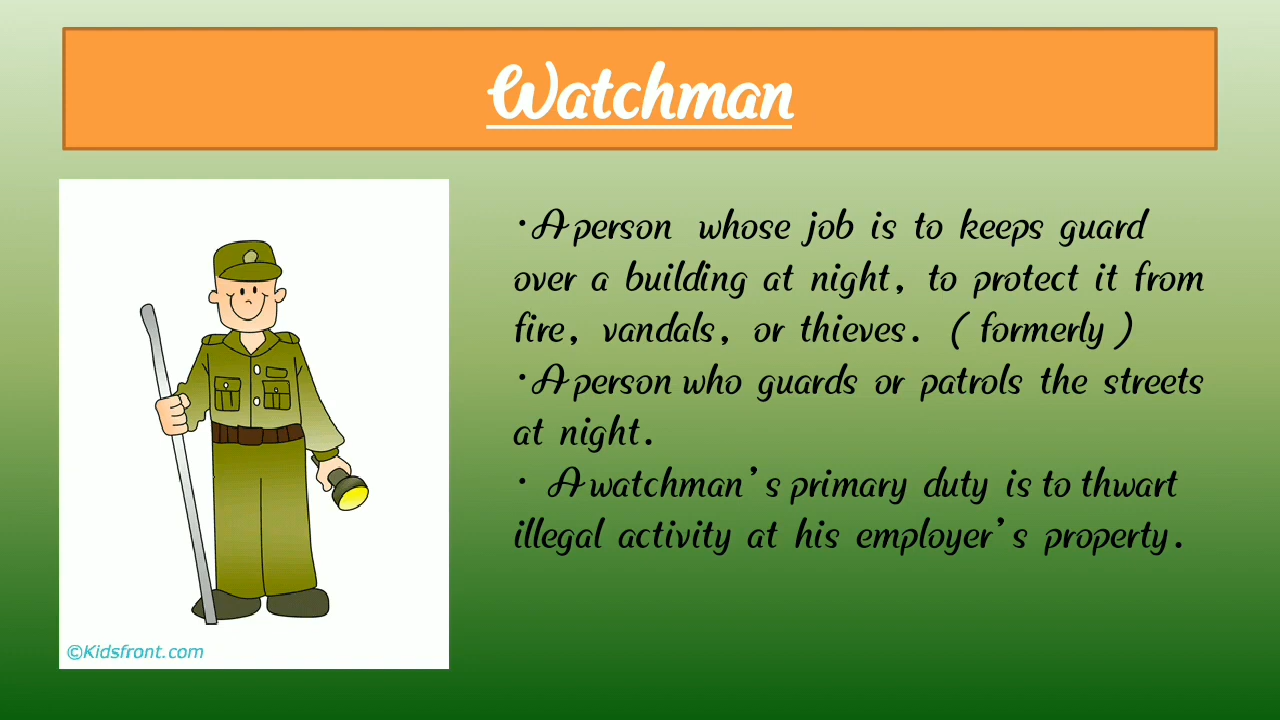 Watchman
·A person whose job is to keeps guard
over a building at night, to protect it from
fire, vandals, or thieves. ( formerly )
·A person who guards or patrols the streets
at night.
· A watchman's primary duty is to thwart
illegal activity at his employer's property.
©Kidsfront.com